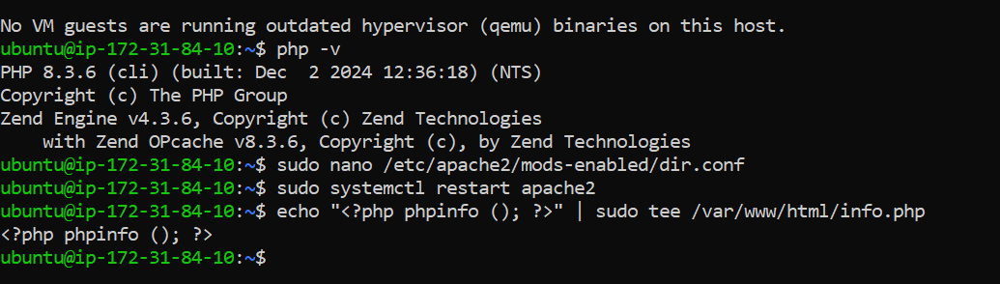 No VM guests are running outdated hypervisor (qemu) binaries on this host.
ubuntu@ip-172-31-84-10:~$ php -v
PHP 8.3.6 (cli) (built: Dec  2 2024 12:36:18) (NTS)
Copyright (c) The PHP Group
Zend Engine v4.3.6, Copyright (c) Zend Technologies
    with Zend OPcache v8.3.6, Copyright (c), by Zend Technologies
ubuntu@ip-172-31-84-10:~$ sudo nano /etc/apache2/mods-enabled/dir.conf
ubuntu@ip-172-31-84-10:~$ sudo systemctl restart apache2
ubuntu@ip-172-31-84-10:~$ echo "<?php phpinfo (); ?>" | sudo tee /var/www/html/info.php
<?php phpinfo (); ?>
ubuntu@ip-172-31-84-10:~$